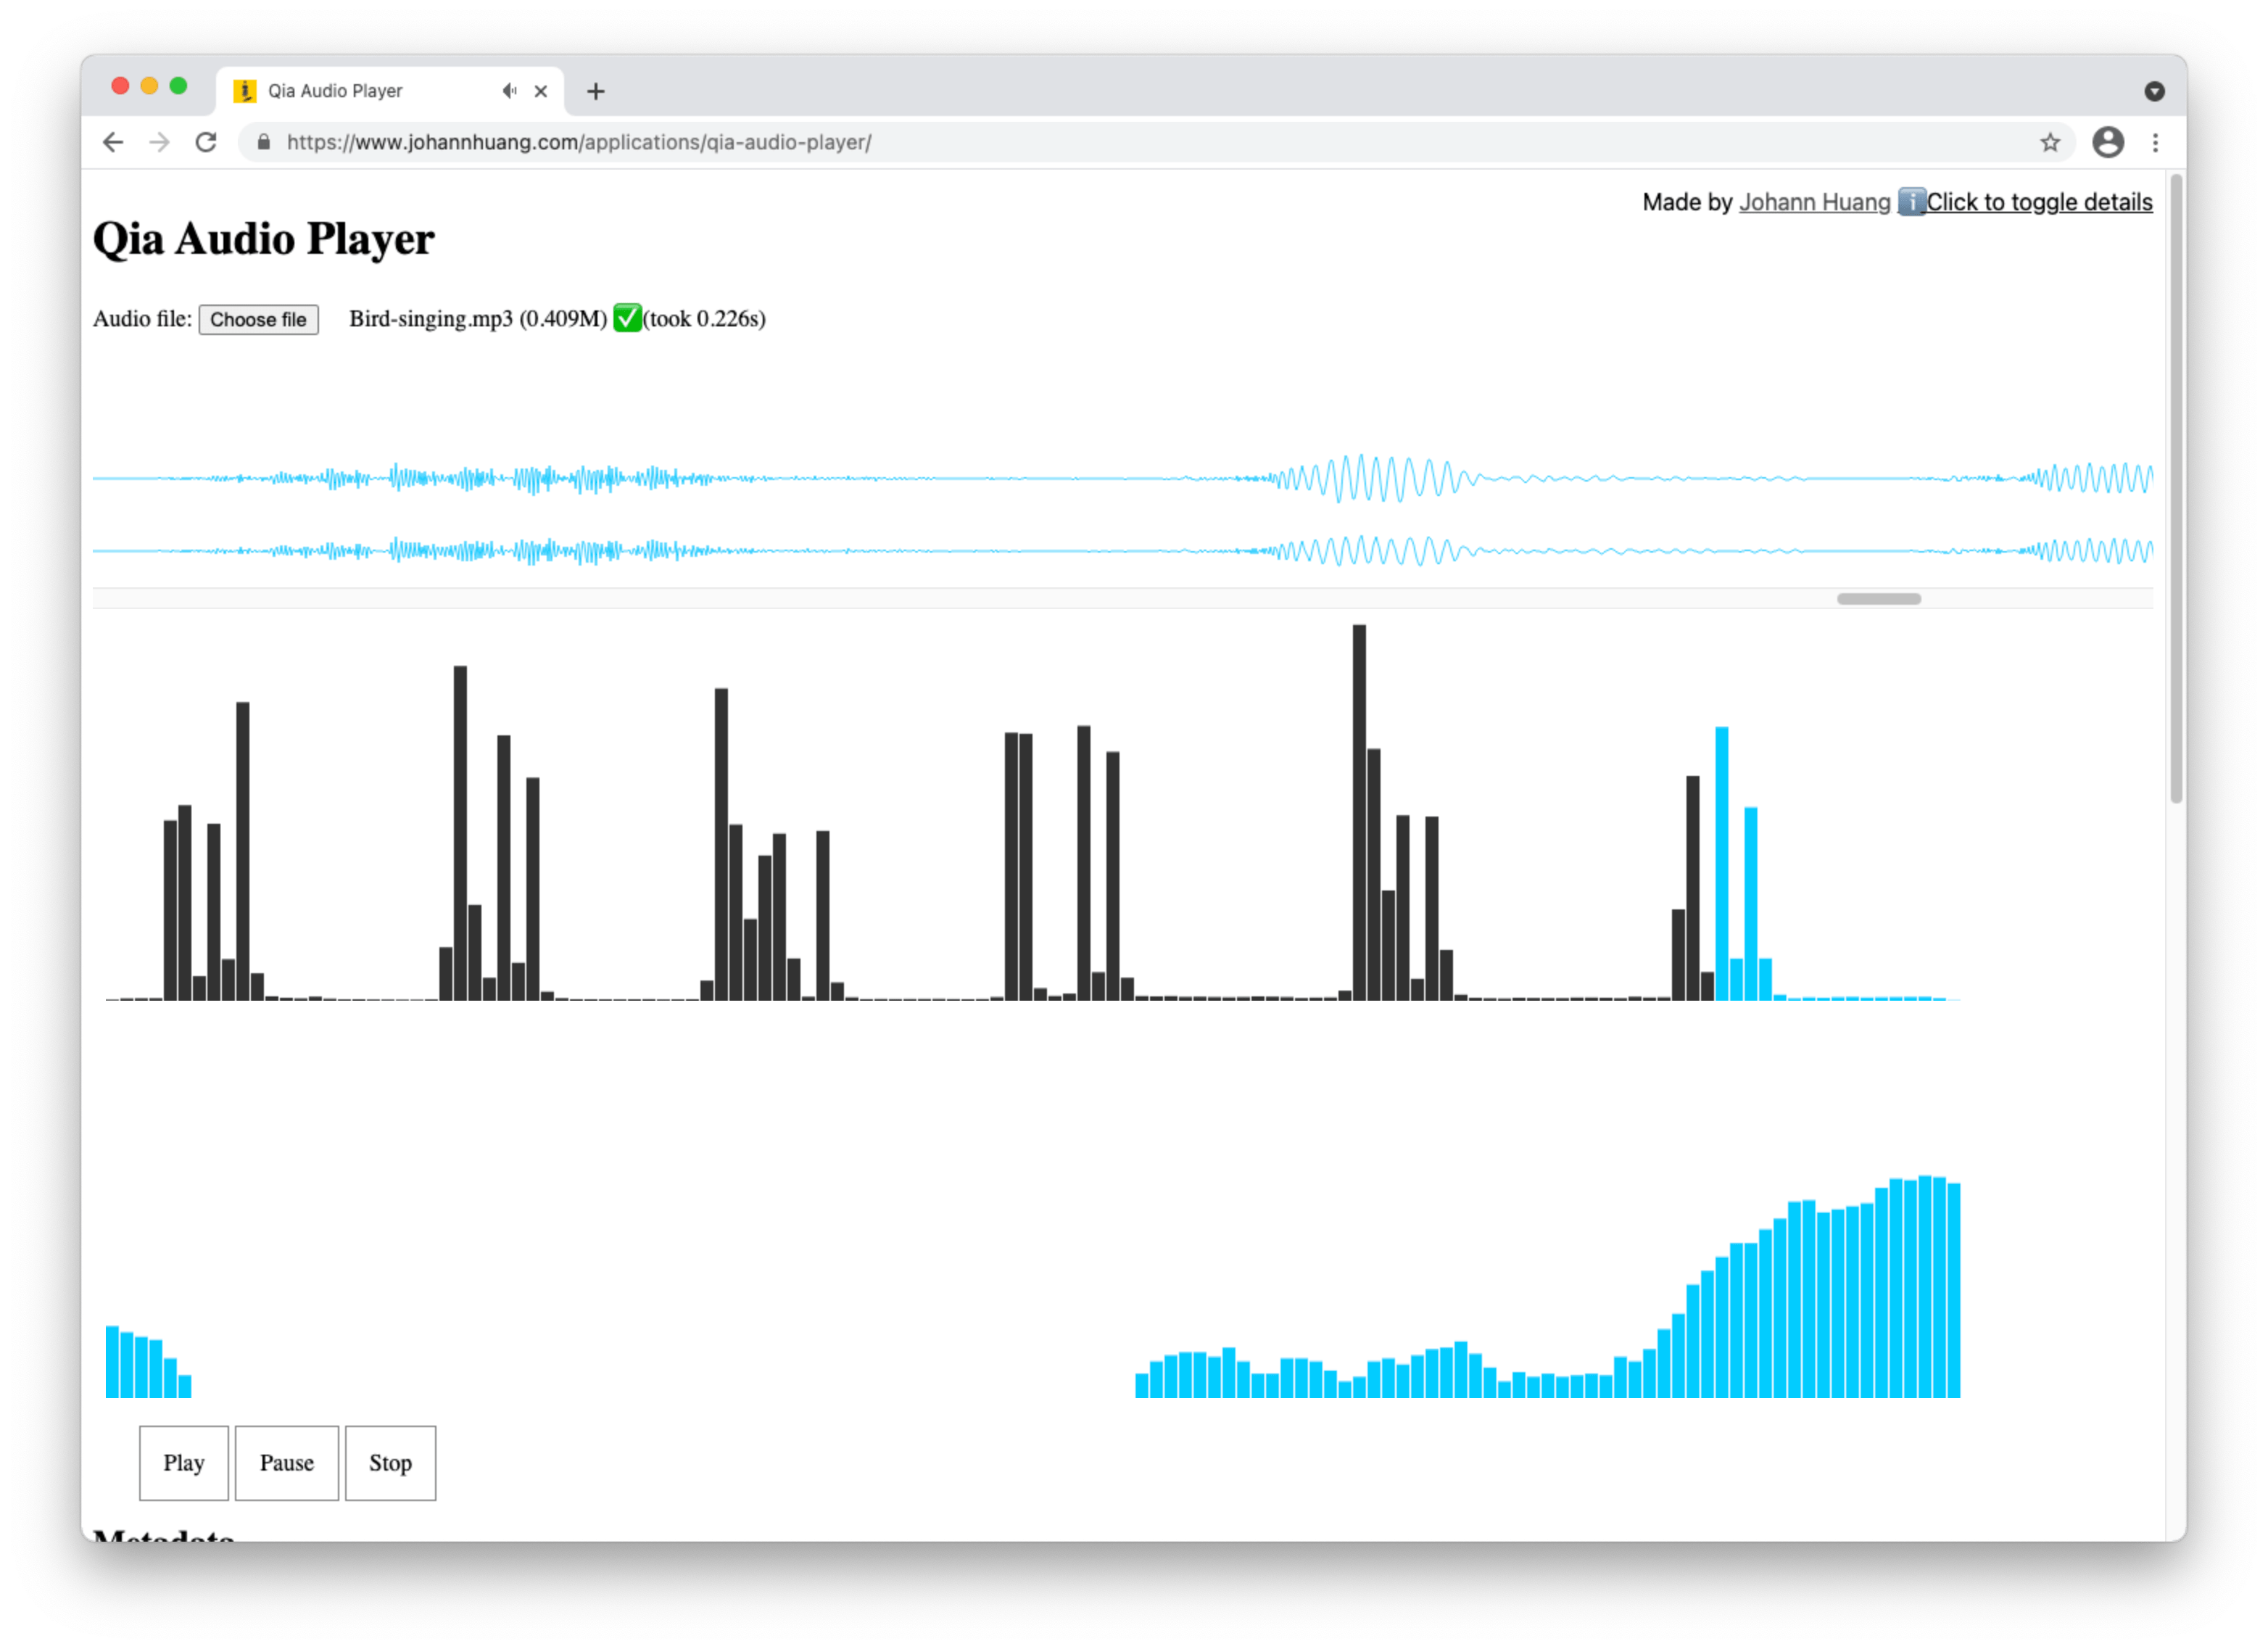 Qia Audio Player
https://www.johannhuang.com/applications/qia-audio-player/
Made by Johann Huang ℹ️Click to toggle details
Qia Audio Player
Audio file: Choose file Bird-singing.mp3 (0.409M) ✅(took 0.226s)
Play Pause Stop
Metadata